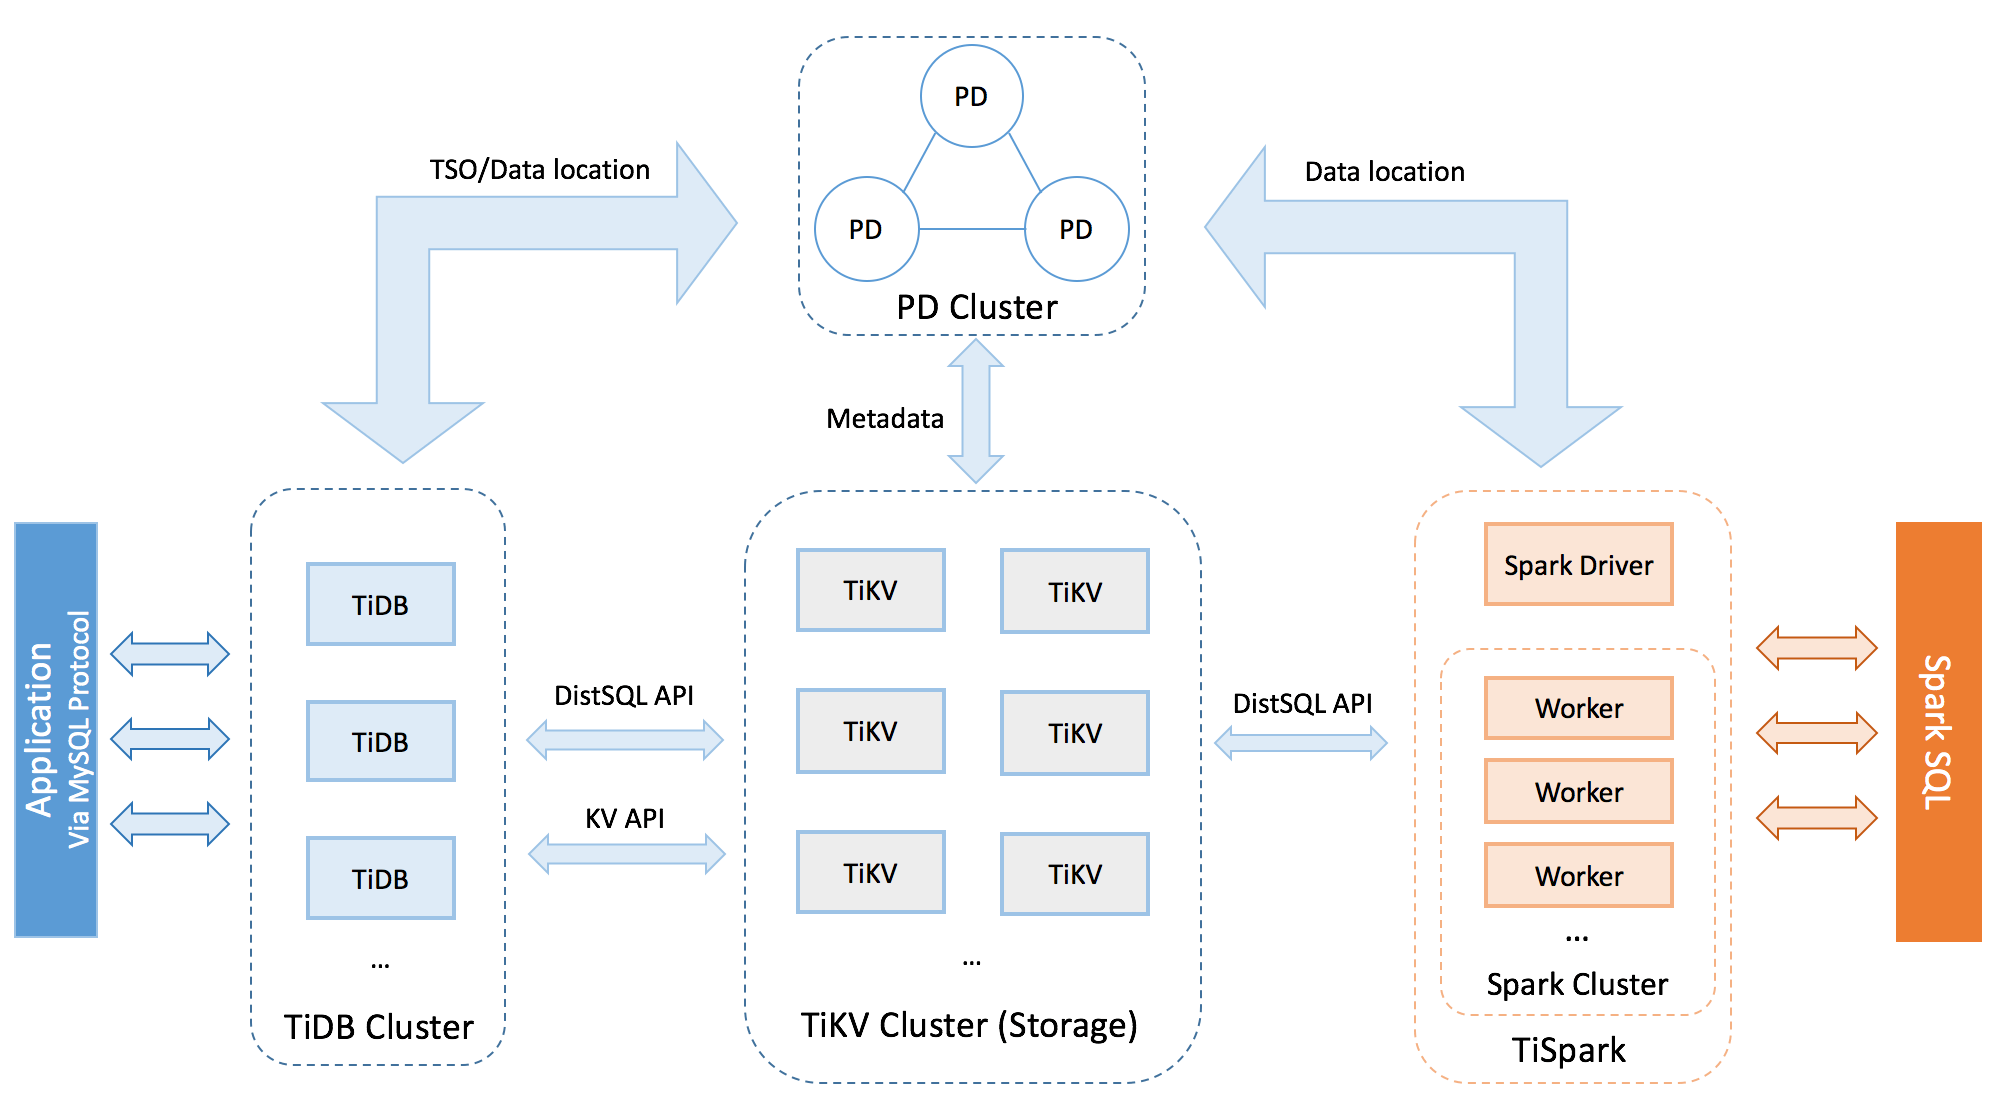 PD
PD
PD
PD Cluster
TSO/Data location
Data location
Metadata
Application
Via MySQL Protocol
TiDB
TiDB
TiDB
...
TiDB Cluster
DistSQL API
KV API
TiKV
TiKV
TiKV
TiKV
TiKV
TiKV
...
TiKV Cluster (Storage)
DistSQL API
Spark Driver
Worker
Worker
Worker
...
Spark Cluster
TiSpark
Spark SQL